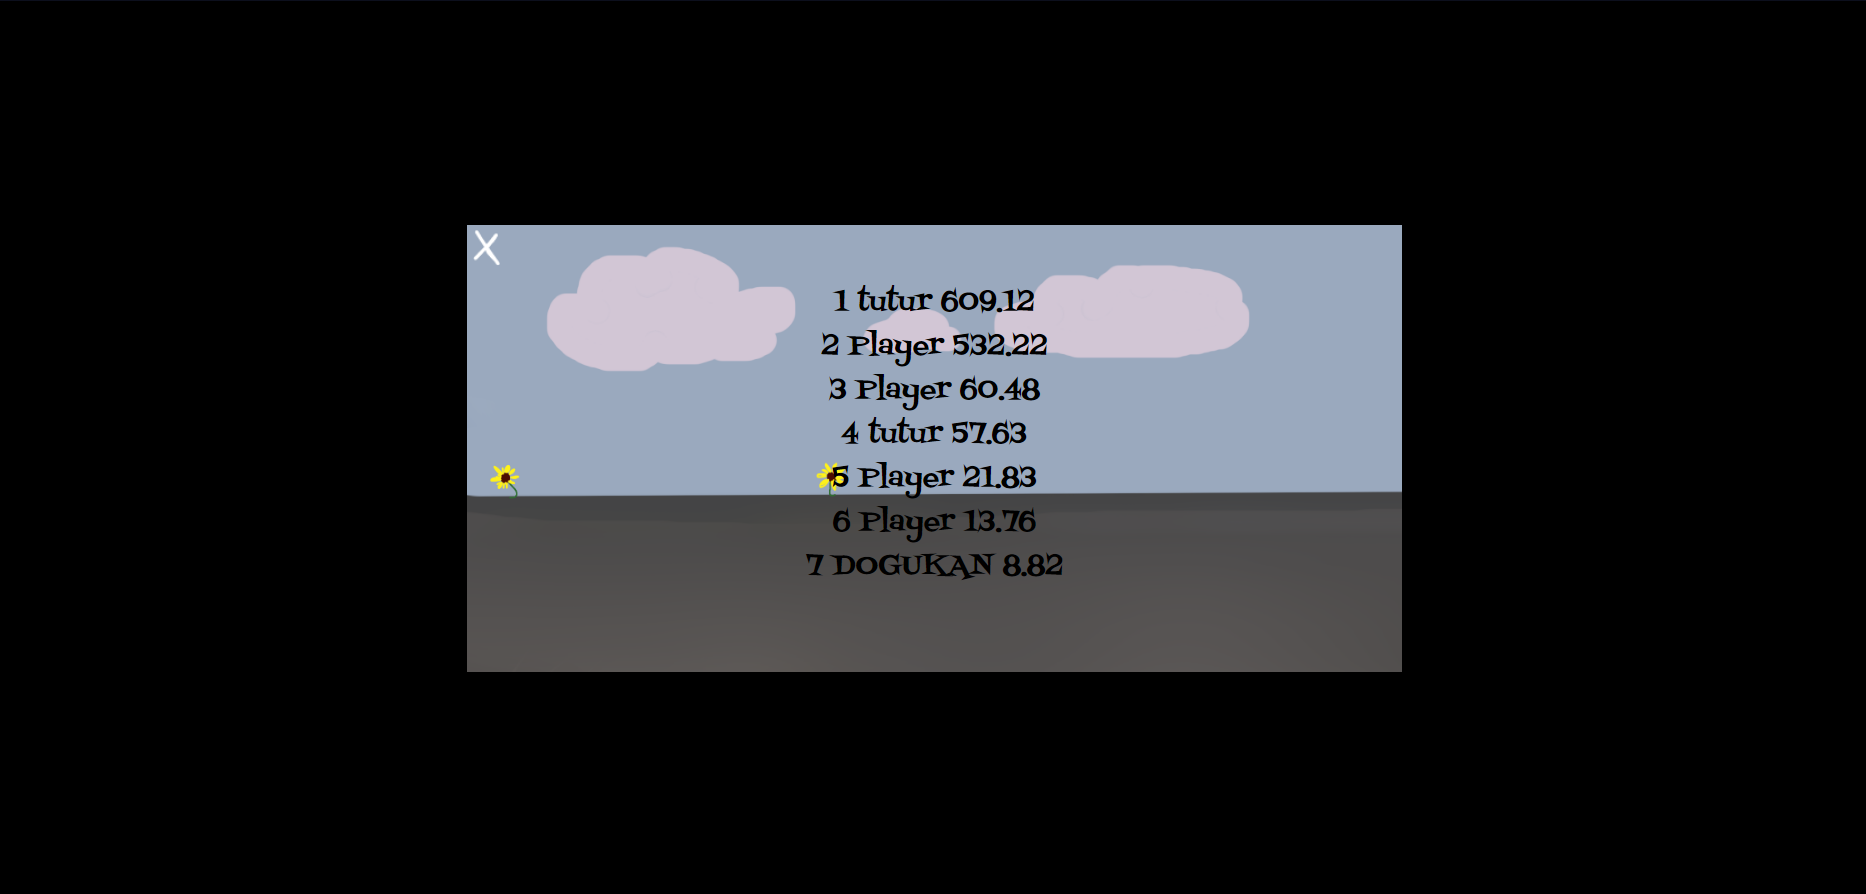 X
1 tutur 609.12
2 Player 532.22
3 Player 60.48
4 tutur 57.63
5 Player 21.83
6 Player 13.76
7 DOGUKAN 8.82